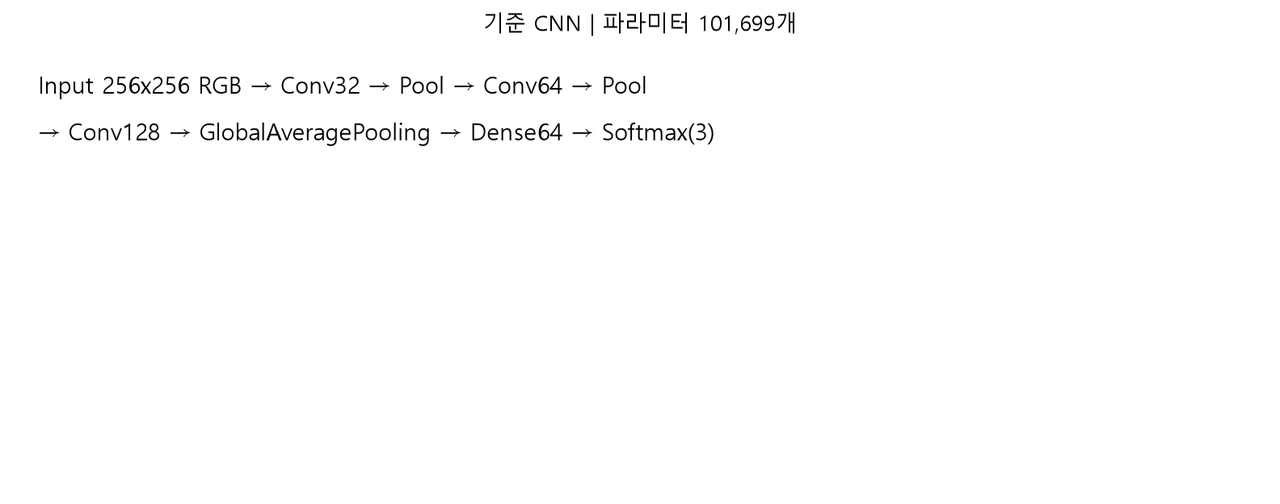 기준 CNN | 파라미터 101,699개
Input 256x256 RGB → Conv32 → Pool → Conv64 → Pool
→ Conv128 → GlobalAveragePooling → Dense64 → Softmax(3)